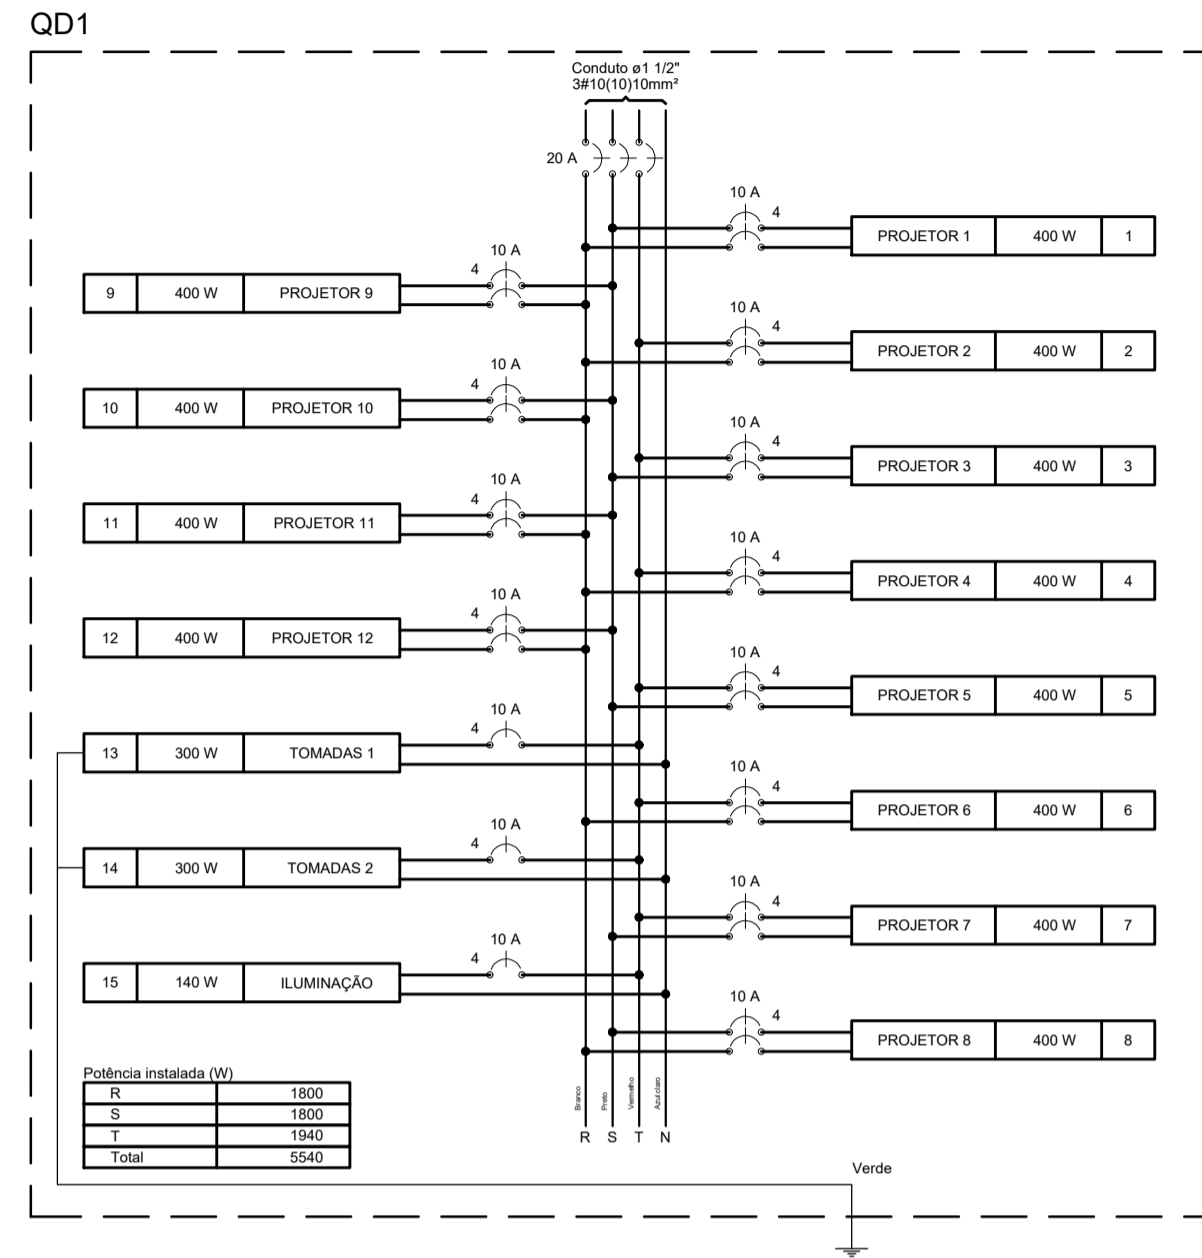 QD1
Conduto ø1 1/2"
3#10(10)10mm²
20 A
10 A
4
PROJETOR 1 400 W 1
10 A
4
9 400 W PROJETOR 9
10 A
4
PROJETOR 2 400 W 2
10 A
4
10 400 W PROJETOR 10
10 A
4
PROJETOR 3 400 W 3
10 A
4
11 400 W PROJETOR 11
10 A
4
PROJETOR 4 400 W 4
10 A
4
12 400 W PROJETOR 12
10 A
4
PROJETOR 5 400 W 5
10 A
4
13 300 W TOMADAS 1
10 A
4
PROJETOR 6 400 W 6
10 A
4
14 300 W TOMADAS 2
10 A
4
PROJETOR 7 400 W 7
10 A
4
15 140 W ILUMINAÇÃO
10 A
4
PROJETOR 8 400 W 8
Potência instalada (W)
R 1800
S 1800
T 1940
Total 5540
Branco
Preto
Vermelho
Azul claro
R S T N
Verde